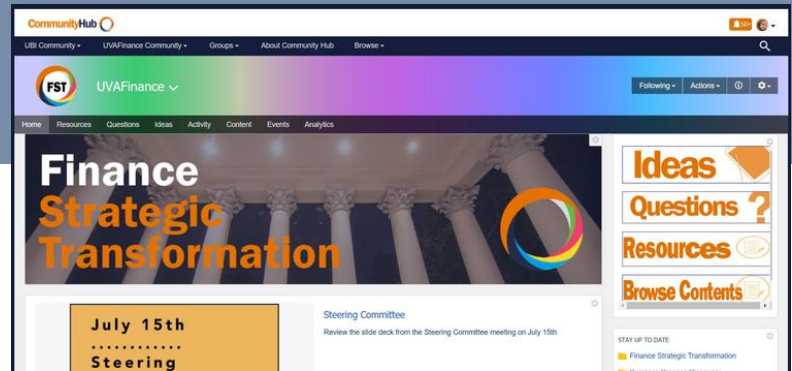 CommunityHub
50+
UBI Community
UVAFinance Community
Groups
About Community Hub
Browse
FST
UVAFinance
Following
Actions
Home
Resources
Questions
Ideas
Activity
Content
Events
Analytics
Finance
Strategic
Transformation
Ideas
Questions ?
Resources
Browse Contents
July 15th
............
Steering
Steering Committee
Review the slide deck from the Steering Committee meeting on July 15th
STAY UP TO DATE
Finance Strategic Transformation